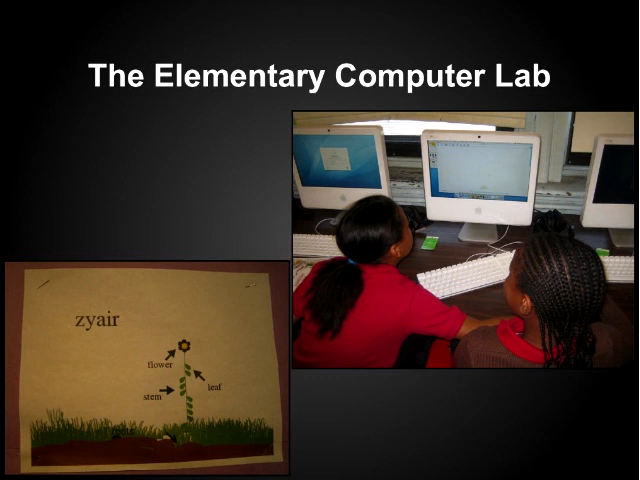 The Elementary Computer Lab
zyair
flower
leaf
stem